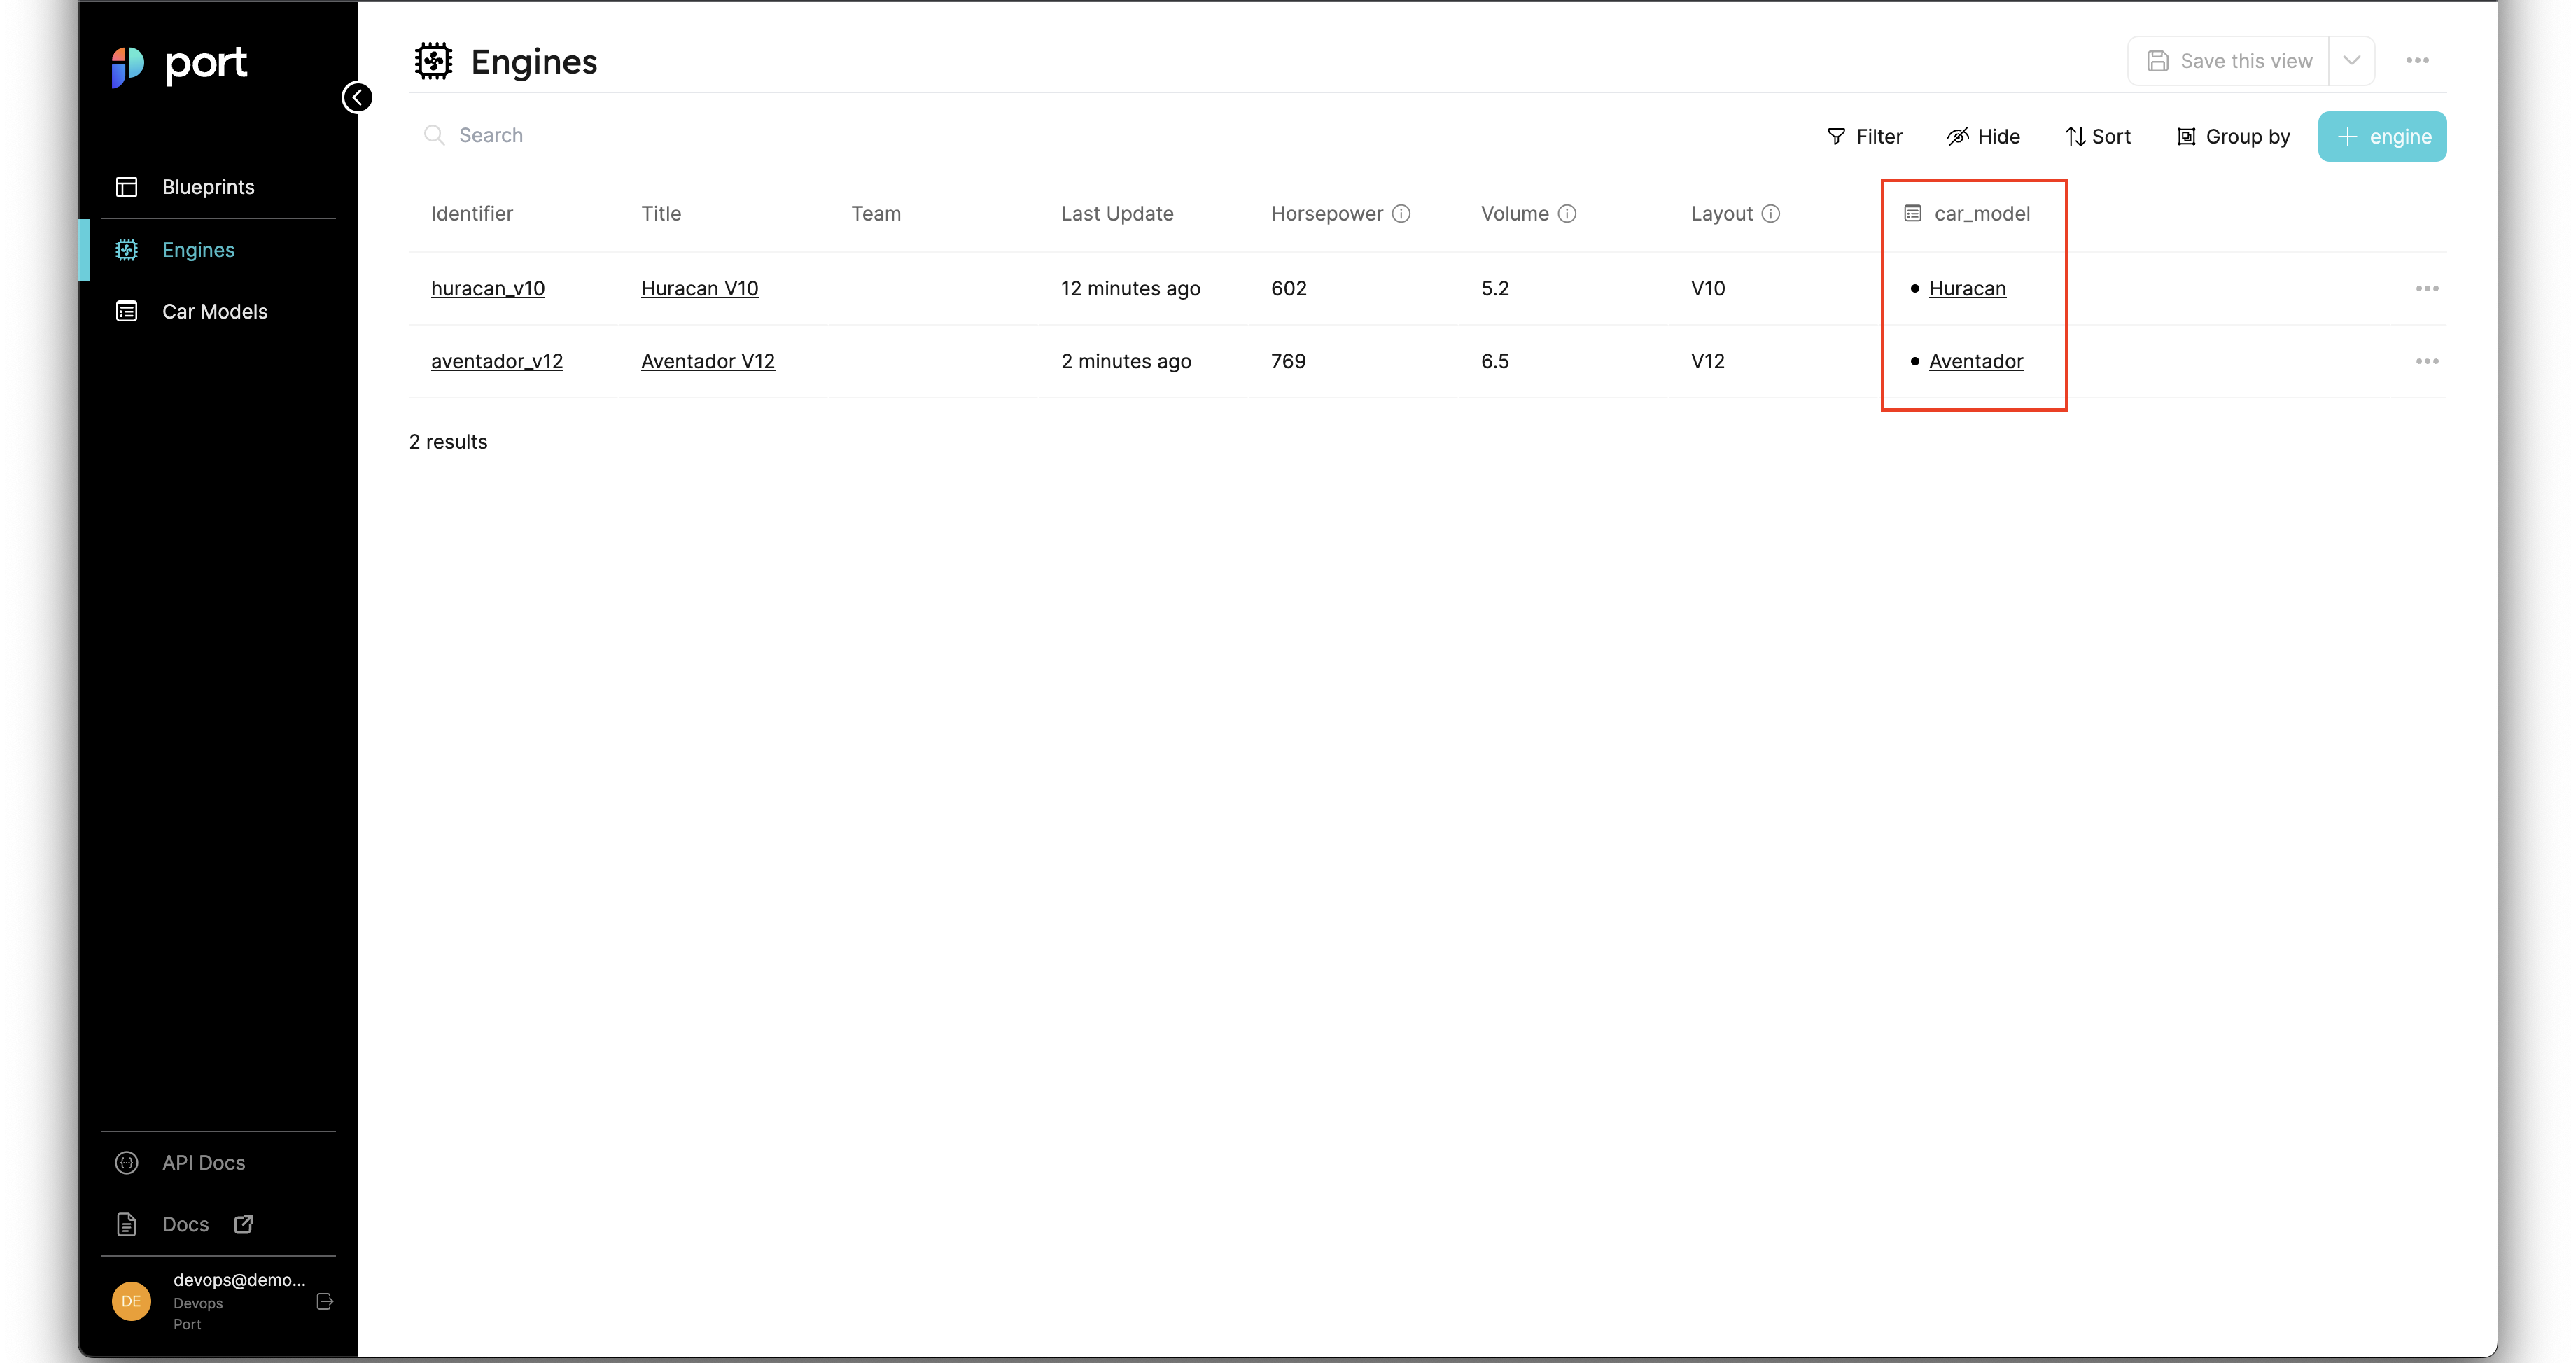 port
Blueprints
Engines
Car Models
API Docs
Docs
DE
devops@demo...
Devops
Port
Engines
Save this view
Search
Filter Hide Sort Group by + engine
Identifier Title Team Last Update Horsepower Volume Layout car_model
huracan_v10 Huracan V10 12 minutes ago 602 5.2 V10 • Huracan
aventador_v12 Aventador V12 2 minutes ago 769 6.5 V12 • Aventador
2 results